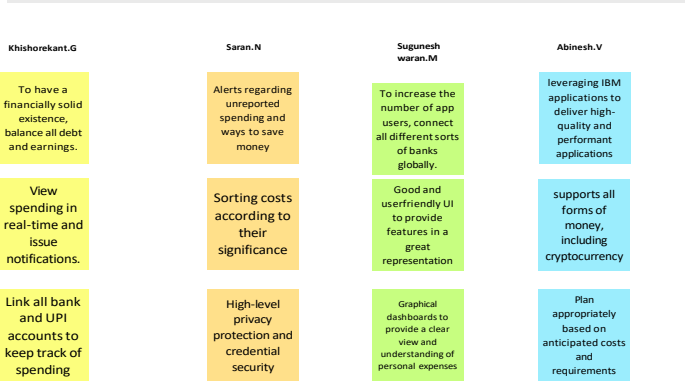 Khishorekant.G
To have a
financially solid
existence,
balance all debt
and earnings.
View
spending in
real-time and
issue
notifications.
Link all bank
and UPI
accounts to
keep track of
spending
Saran.N
Alerts regarding
unreported
spending and
ways to save
money
Sorting costs
according to
their
significance
High-level
privacy
protection and
credential
security
Sugunesh
waran.M
To increase the
number of app
users, connect
all different sorts
of banks
globally.
Good and
userfriendly UI
to provide
features in a
great
representation
Graphical
dashboards to
provide a clear
view and
understanding of
personal expenses
Abinesh.V
leveraging IBM
applications to
deliver high-
quality and
performant
applications
supports all
forms of
money,
including
cryptocurrency
Plan
appropriately
based on
anticipated costs
and
requirements